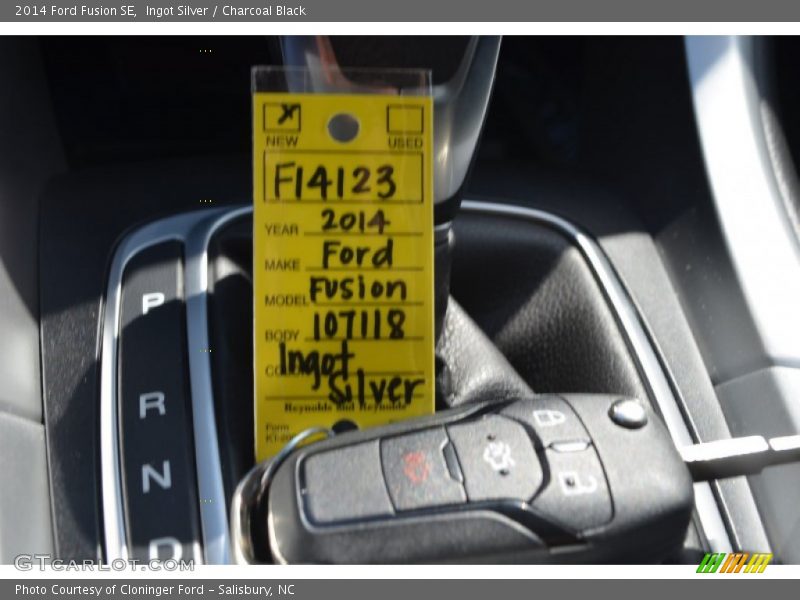 2014 Ford Fusion SE,  Ingot Silver / Charcoal Black
X
NEW
USED
F14123
YEAR 2014
MAKE Ford
MODEL Fusion
BODY 107118
Ingot
Silver
Reynolds and Reynolds
Form
P
R
N
D
GTcarlot.com
Photo Courtesy of Cloninger Ford - Salisbury, NC